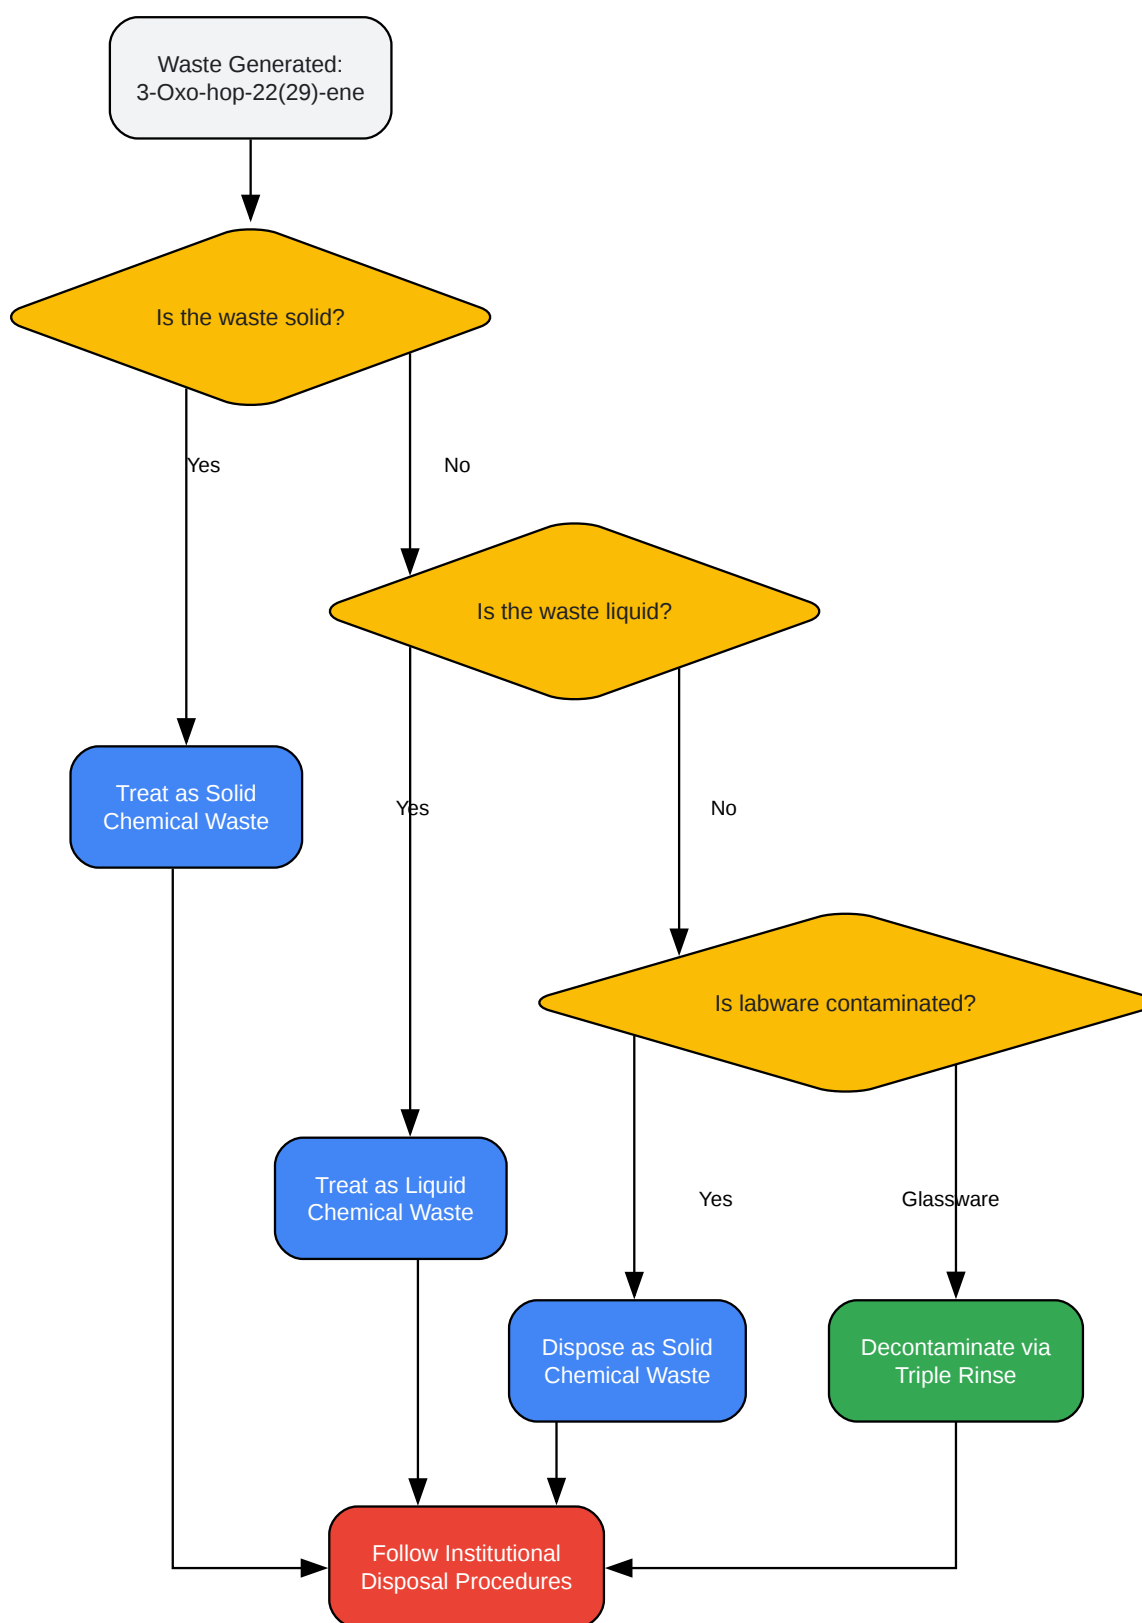 Waste Generated:
3-Oxo-hop-22(29)-ene
Is the waste solid?
Yes
No
Is the waste liquid?
Treat as Solid
Chemical Waste
Yes
No
Is labware contaminated?
Treat as Liquid
Chemical Waste
Yes
Glassware
Dispose as Solid
Chemical Waste
Decontaminate via
Triple Rinse
Follow Institutional
Disposal Procedures